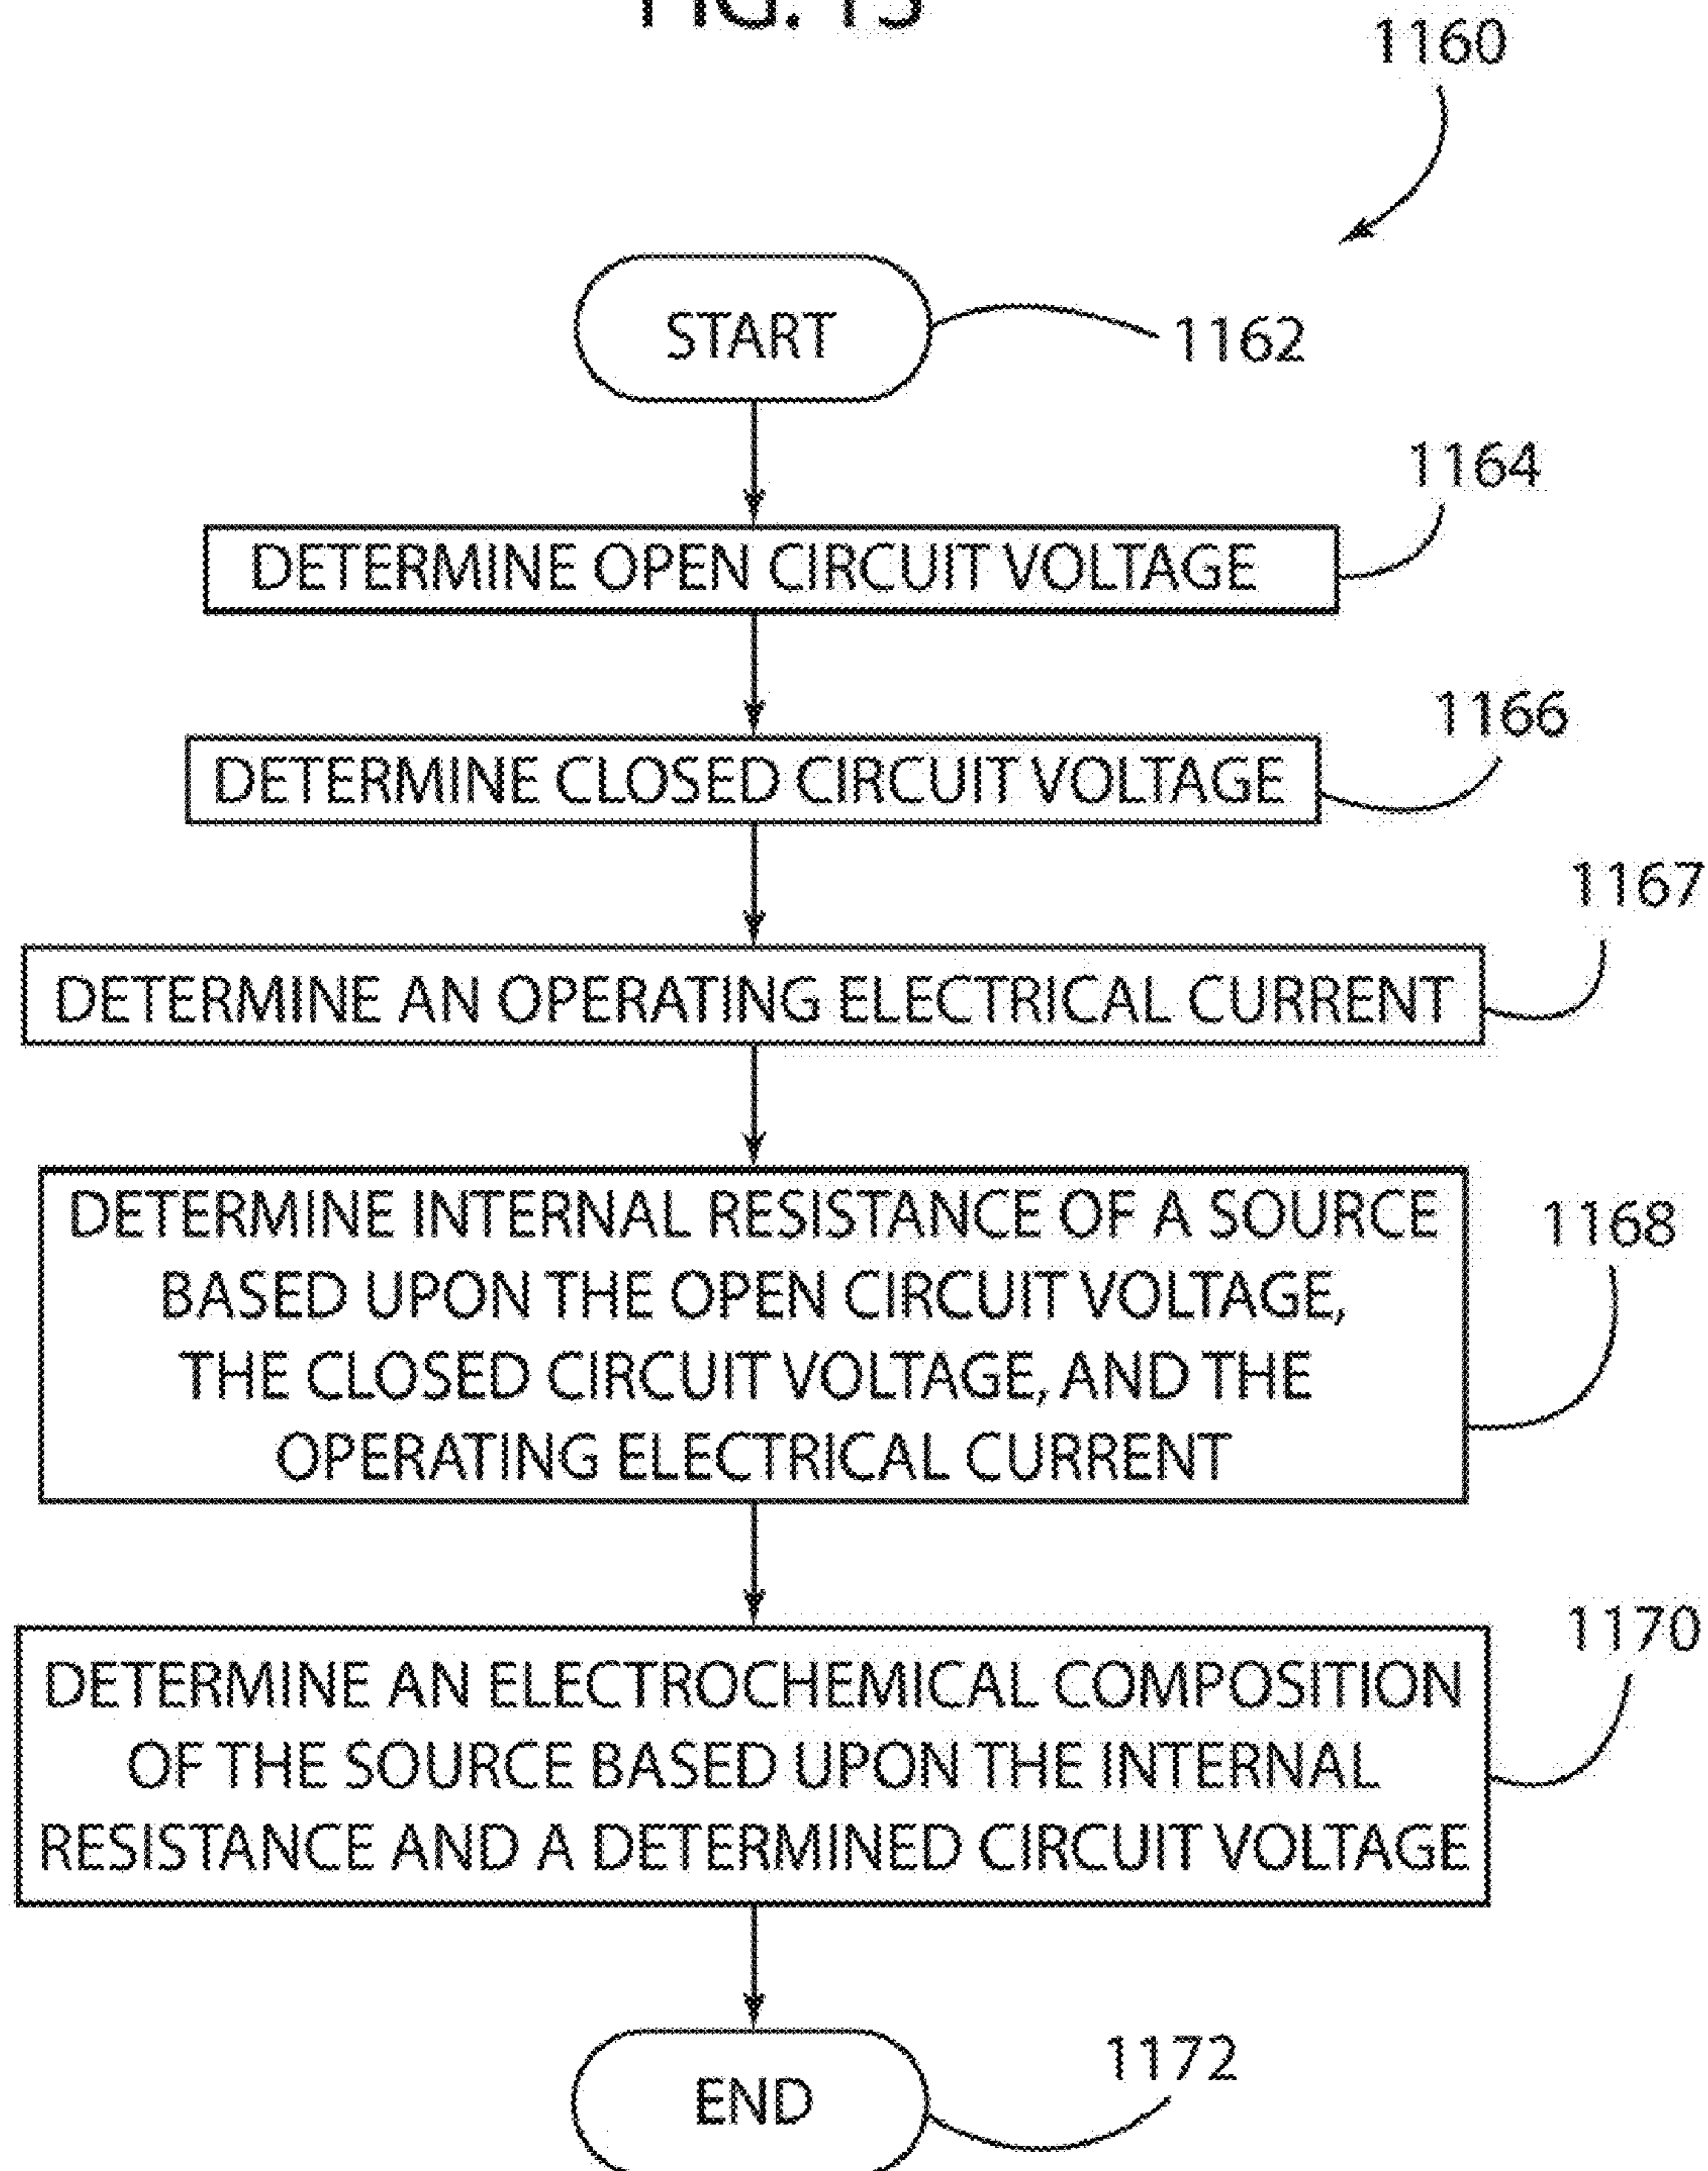 FIG. 15
1160
START
1162
1164
DETERMINE OPEN CIRCUIT VOLTAGE
1166
DETERMINE CLOSED CIRCUIT VOLTAGE
1167
DETERMINE AN OPERATING ELECTRICAL CURRENT
DETERMINE INTERNAL RESISTANCE OF A SOURCE
BASED UPON THE OPEN CIRCUIT VOLTAGE,
THE CLOSED CIRCUIT VOLTAGE, AND THE
OPERATING ELECTRICAL CURRENT
1168
1170
DETERMINE AN ELECTROCHEMICAL COMPOSITION
OF THE SOURCE BASED UPON THE INTERNAL
RESISTANCE AND A DETERMINED CIRCUIT VOLTAGE
END
1172